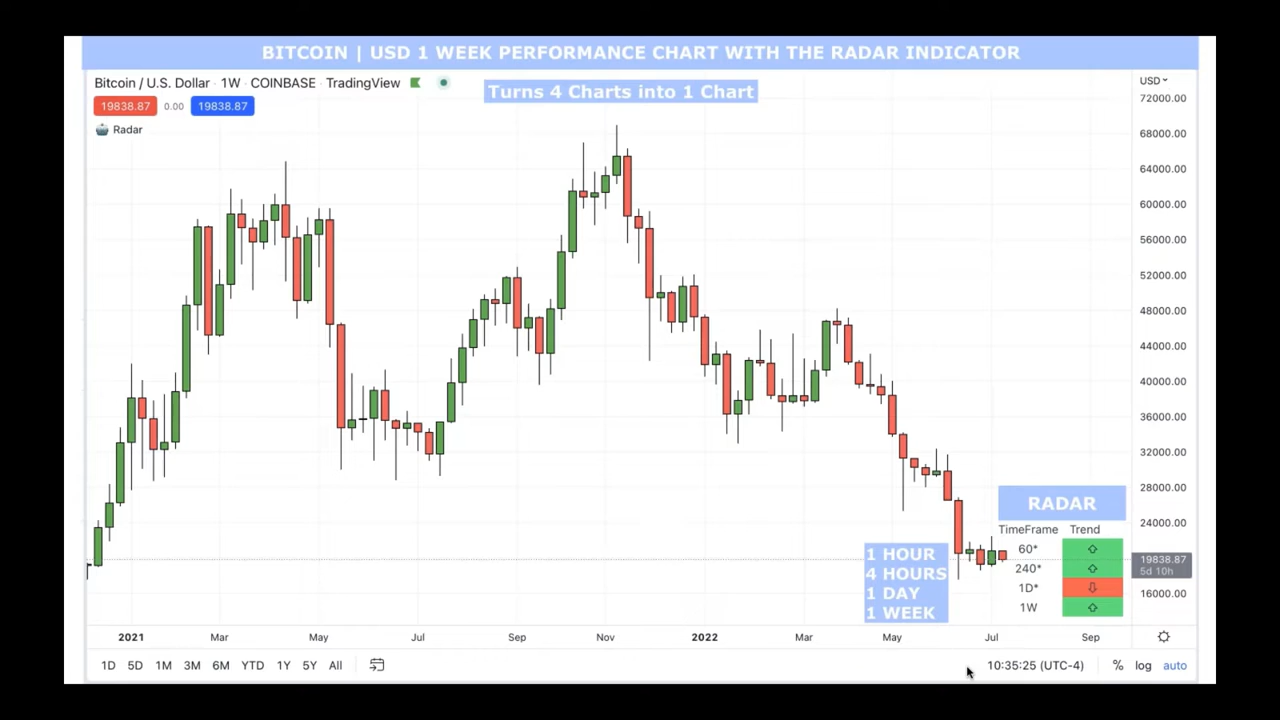 BITCOIN | USD 1 WEEK PERFORMANCE CHART WITH THE RADAR INDICATOR
Bitcoin / U.S. Dollar · 1W · COINBASE · TradingView
Turns 4 Charts into 1 Chart
USD
19838.87 0.00 19838.87
Radar
72000.00
68000.00
64000.00
60000.00
56000.00
52000.00
48000.00
44000.00
40000.00
36000.00
32000.00
28000.00
24000.00
19838.87
5d 10h
16000.00
RADAR
TimeFrame Trend
60*
240*
1D*
1W
1 HOUR
4 HOURS
1 DAY
1 WEEK
2021 Mar May Jul Sep Nov 2022 Mar May Jul Sep
1D 5D 1M 3M 6M YTD 1Y 5Y All
10:35:25 (UTC-4) % log auto